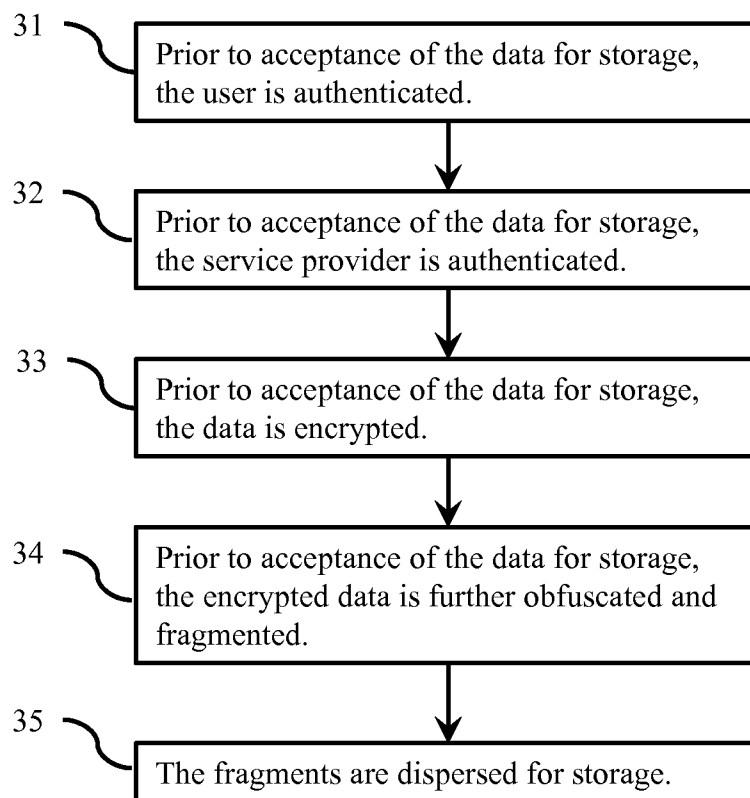 31
Prior to acceptance of the data for storage,
the user is authenticated.
32
Prior to acceptance of the data for storage,
the service provider is authenticated.
33
Prior to acceptance of the data for storage,
the data is encrypted.
34
Prior to acceptance of the data for storage,
the encrypted data is further obfuscated and
fragmented.
35
The fragments are dispersed for storage.